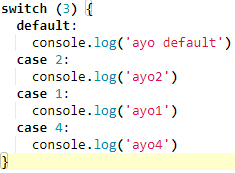 switch (3) {
  default:
    console.log('ayo default')
  case 2:
    console.log('ayo2')
  case 1:
    console.log('ayo1')
  case 4:
    console.log('ayo4')
}